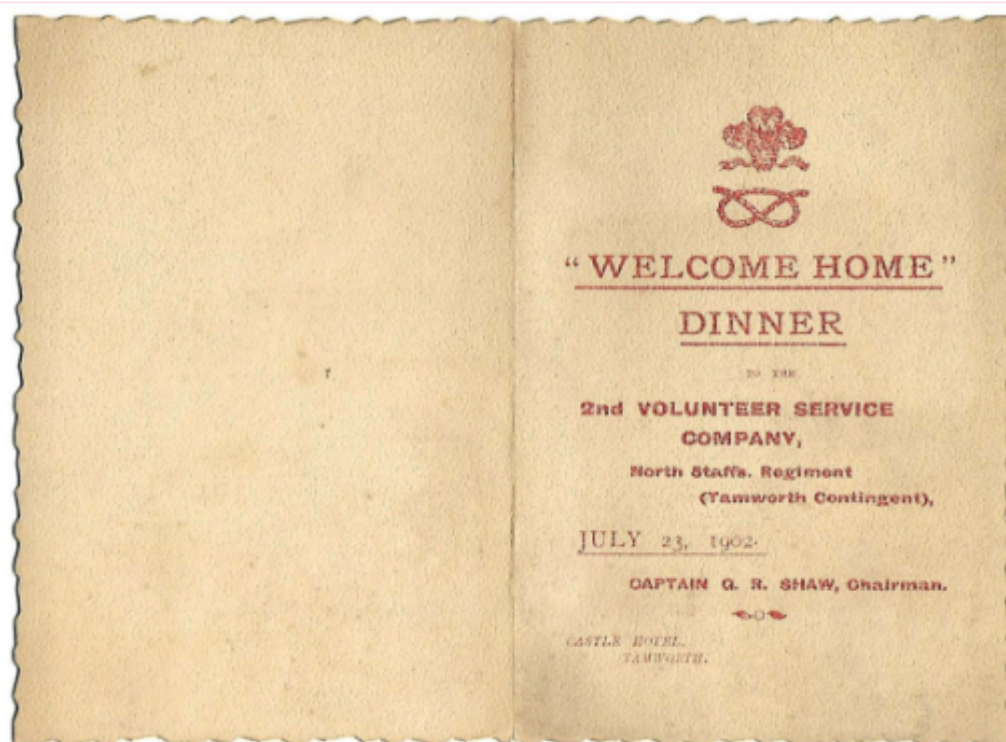 “ WELCOME HOME ”
DINNER
TO THE
2nd VOLUNTEER SERVICE
COMPANY,
North Staffs. Regiment
(Tamworth Contingent),
JULY 23, 1902.
CAPTAIN G. R. SHAW, Chairman.
CASTLE HOTEL,
TAMWORTH.